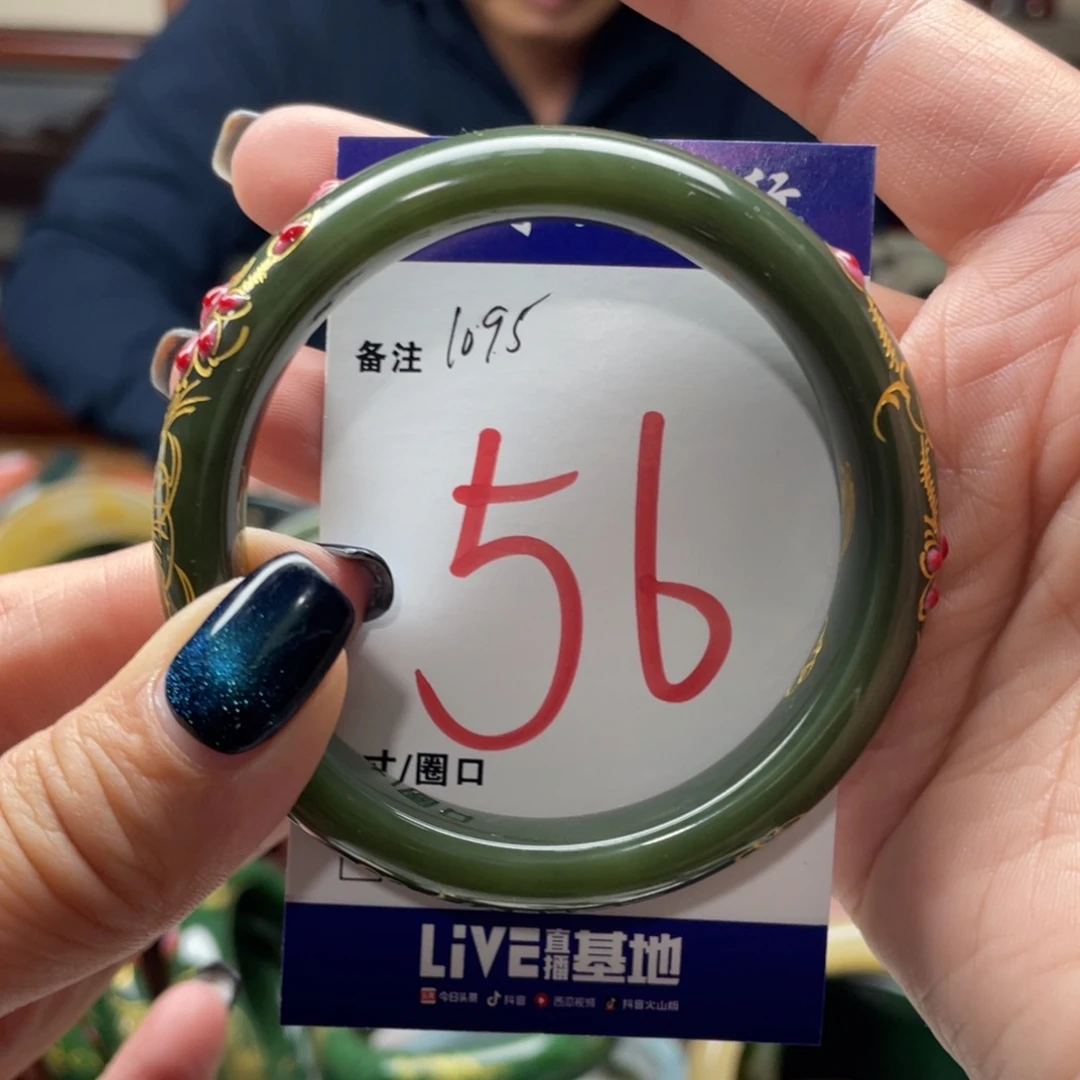 备注 1095
56
寸/圈口
LiVE直播基地
今日头条 抖音 西瓜视频 抖音火山版